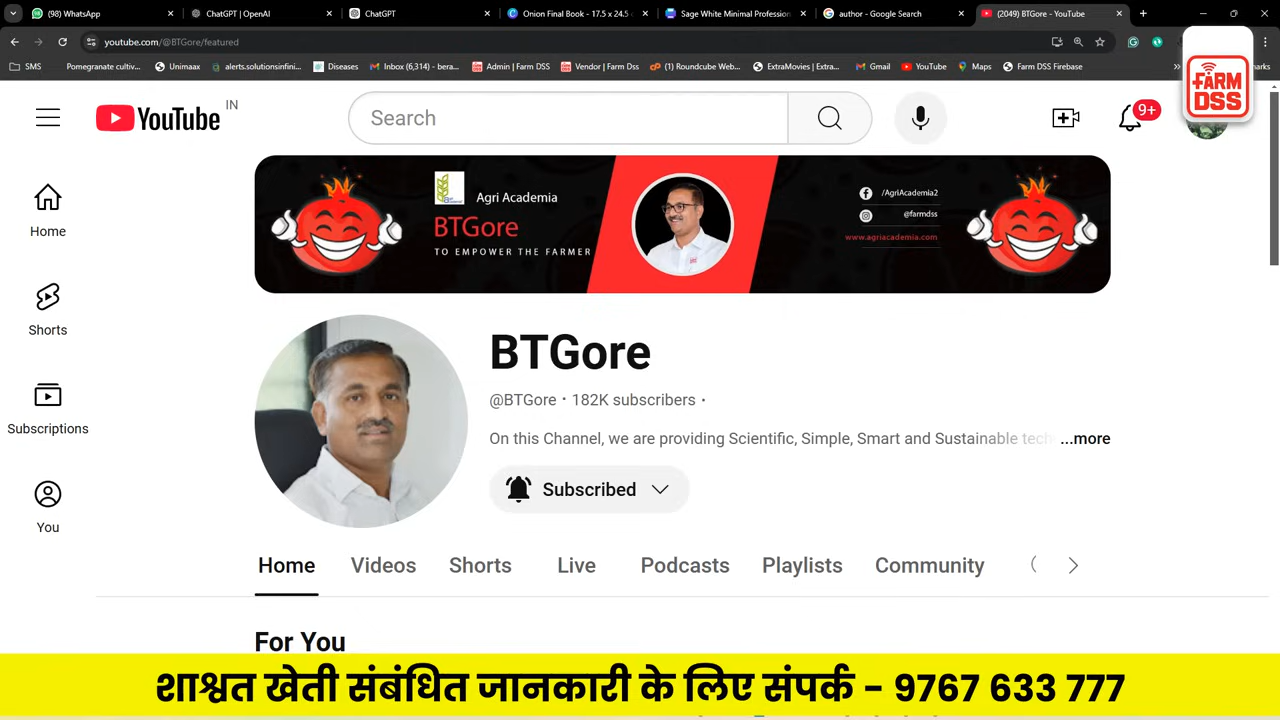 (98) WhatsApp
ChatGPT | OpenAI
ChatGPT
Onion Final Book - 17.5 x 24.5 c
Sage White Minimal Profession
author - Google Search
(2049) BTGore - YouTube
youtube.com/@BTGore/featured
SMS
Pomegranate cultiv...
Unimaax
alerts.solutionsinfini...
Diseases
Inbox (6,314) - bera...
Admin | Farm DSS
Vendor | Farm Dss
(1) Roundcube Web...
ExtraMovies | Extra...
Gmail
YouTube
Maps
Farm DSS Firebase
FARM
DSS
YouTube IN
Search
9+
Agri Academia
BTGore
TO EMPOWER THE FARMER
/AgriAcademia2
@farmdss
www.agriacademia.com
Home
Shorts
Subscriptions
You
BTGore
@BTGore • 182K subscribers •
On this Channel, we are providing Scientific, Simple, Smart and Sustainable tech ...more
Subscribed
Home Videos Shorts Live Podcasts Playlists Community
For You
शाश्वत खेती संबंधित जानकारी के लिए संपर्क - 9767 633 777